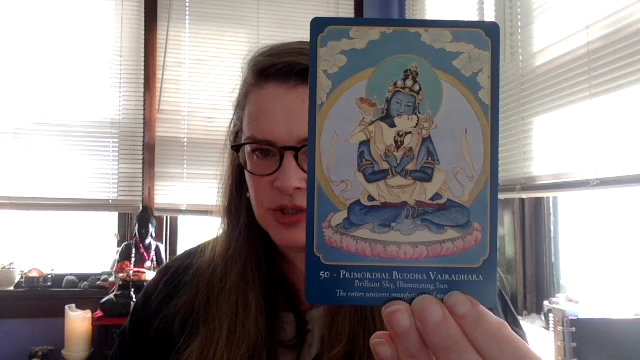 50 · Primordial Buddha Vajradhara
Brilliant Sky, Illuminating Sun
The entire universe